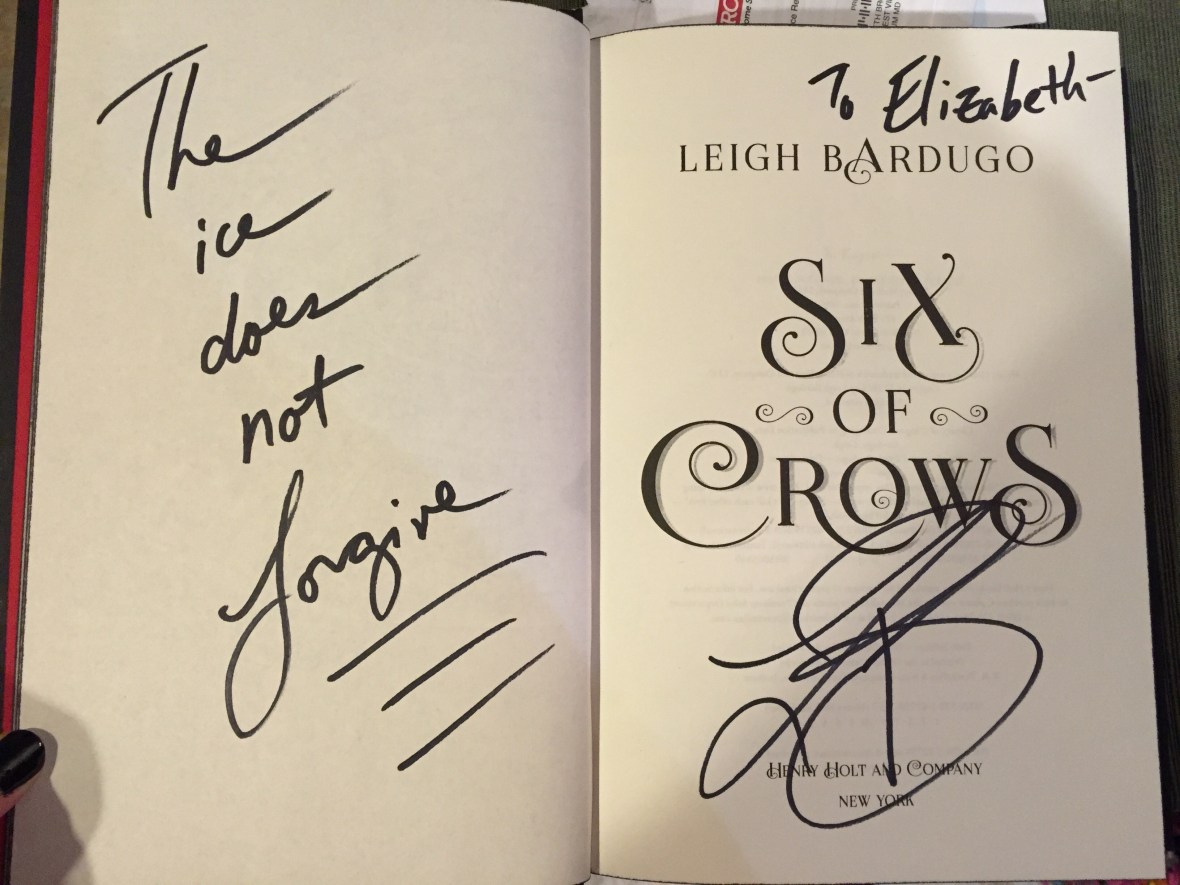 The
ice
does
not
forgive
To Elizabeth-
LEIGH BARDUGO
SIX
OF
CROWS
HENRY HOLT AND COMPANY
NEW YORK